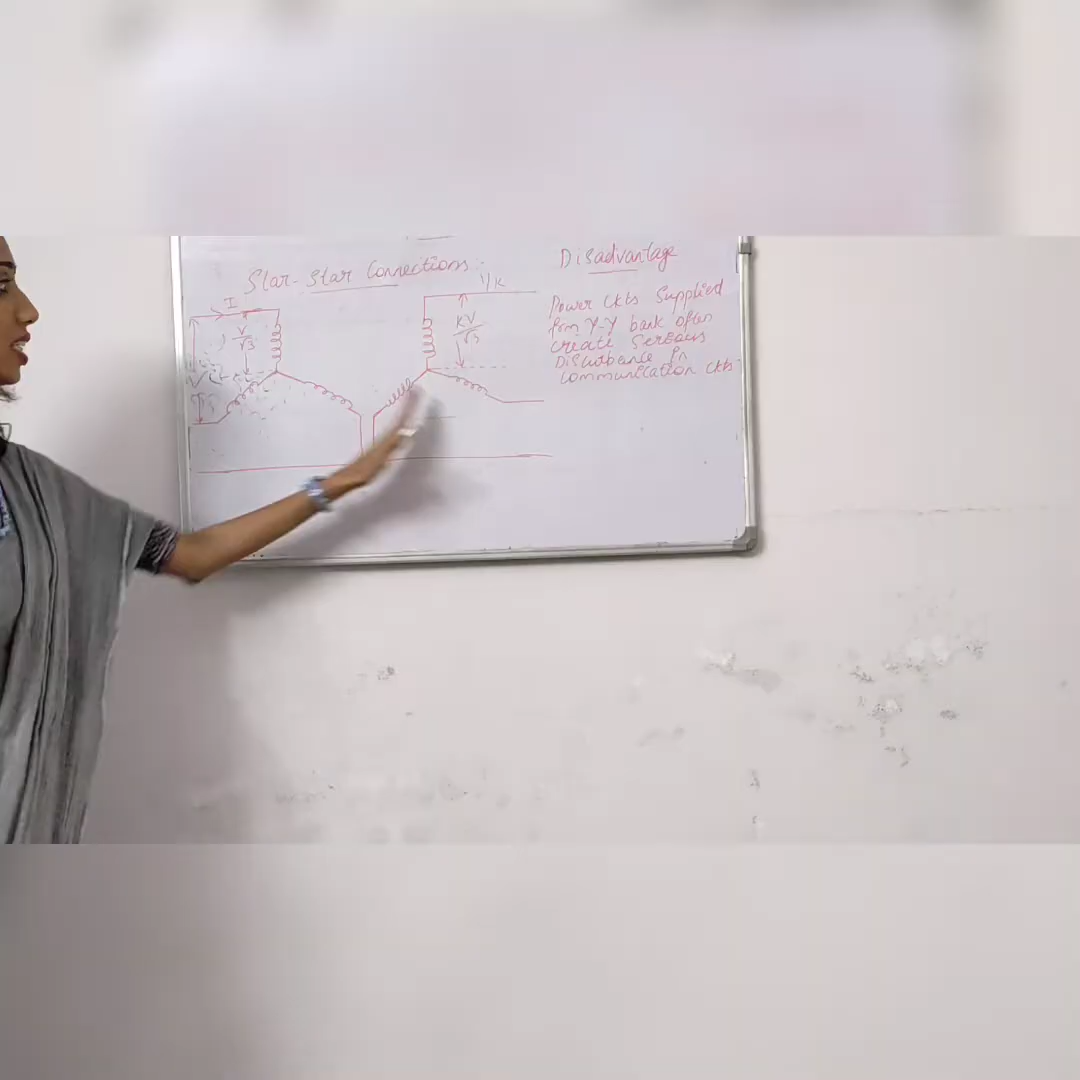 Star-Star Connections:
I
V/√3
V
I/K
KV/√3
Disadvantage
Power Ckts Supplied
from Y-Y bank often
create Serious
Disturbance in
Communication Ckts